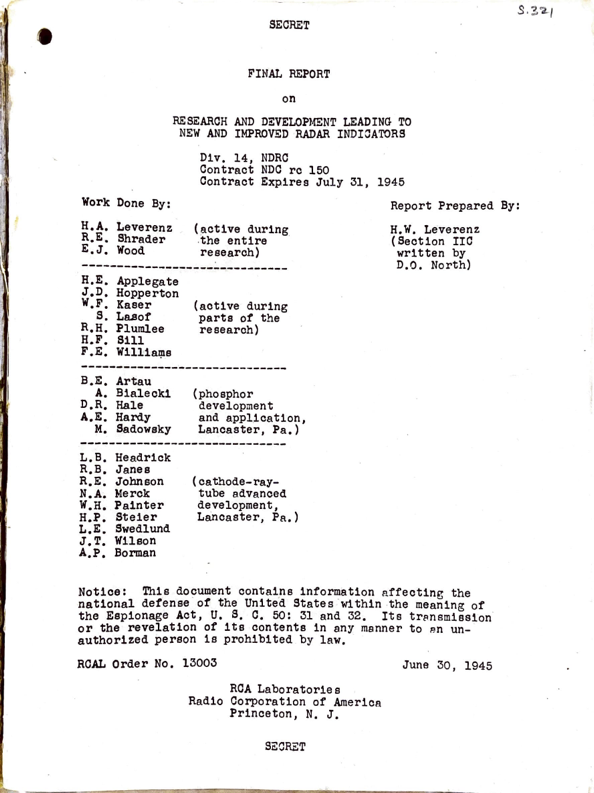 S.321
SECRET
FINAL REPORT
on
RESEARCH AND DEVELOPMENT LEADING TO
NEW AND IMPROVED RADAR INDICATORS
Div. 14, NDRC
Contract NDC rc 150
Contract Expires July 31, 1945
Work Done By:
Report Prepared By:
H.A. Leverenz (active during
R.E. Shrader the entire
E.J. Wood research)
H.W. Leverenz
(Section IIC
written by
D.O. North)
H.E. Applegate
J.D. Hopperton
W.F. Kaser (active during
S. Lasof parts of the
R.H. Plumlee research)
H.F. Sill
F.E. Williams
B.E. Artau
A. Bialecki (phosphor
D.R. Hale development
A.E. Hardy and application,
M. Sadowsky Lancaster, Pa.)
L.B. Headrick
R.B. Janes
R.E. Johnson (cathode-ray-
N.A. Merck tube advanced
W.H. Painter development,
H.P. Steier Lancaster, Pa.)
L.E. Swedlund
J.T. Wilson
A.P. Borman
Notice: This document contains information affecting the
national defense of the United States within the meaning of
the Espionage Act, U. S. C. 50: 31 and 32. Its transmission
or the revelation of its contents in any manner to an un-
authorized person is prohibited by law.
RCAL Order No. 13003
June 30, 1945
RCA Laboratories
Radio Corporation of America
Princeton, N. J.
SECRET